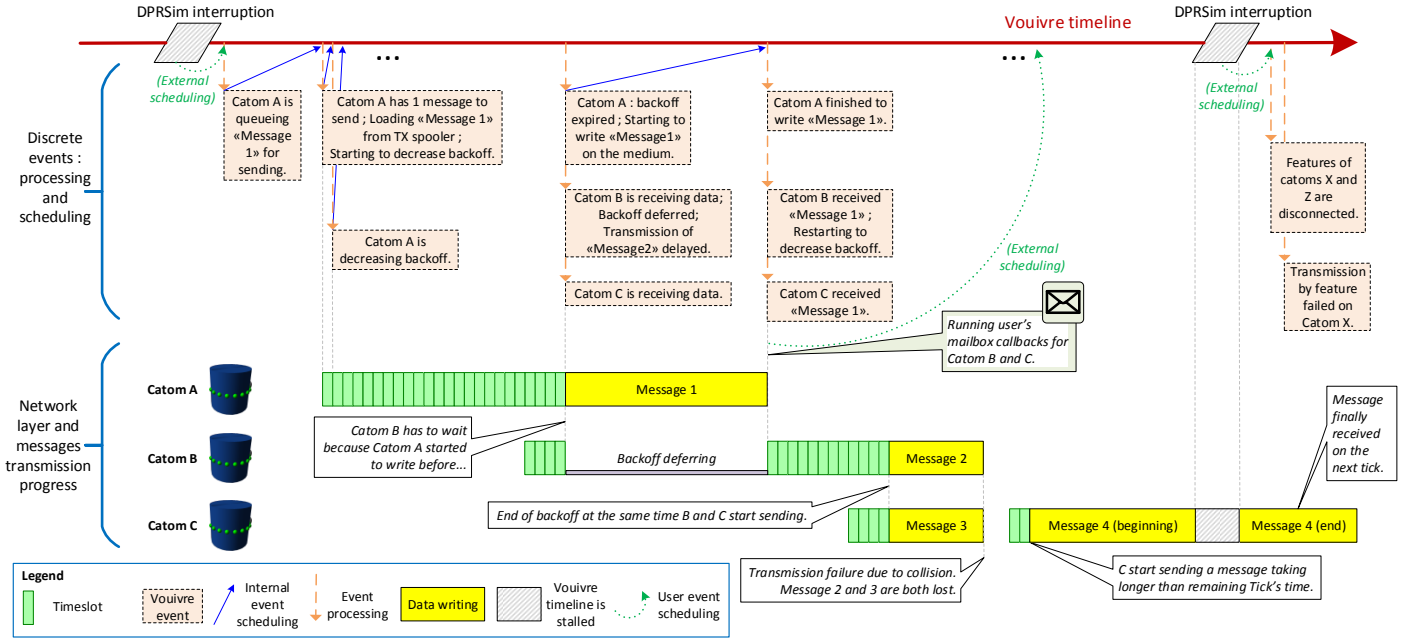 DPRSim interruption
Vouivre timeline
DPRSim interruption
(External
scheduling)
...
...
(External
scheduling)
Discrete
events :
processing
and
scheduling
Catom A is
queueing
«Message
1» for
sending.
Catom A has 1 message to
send ; Loading «Message 1»
from TX spooler ;
Starting to decrease backoff.
Catom A : backoff
expired ; Starting to
write «Message1»
on the medium.
Catom A finished to
write «Message 1».
Features of
catoms X and
Z are
disconnected.
Catom B is receiving data;
Backoff deferred;
Transmission of
«Message2» delayed.
Catom B received
«Message 1» ;
Restarting to
decrease backoff.
Catom A is
decreasing backoff.
(External
scheduling)
Catom C is receiving data.
Catom C received
«Message 1».
Transmission
by feature
failed on
Catom X.
Running user's
mailbox callbacks for
Catom B and C.
Network
layer and
messages
transmission
progress
Catom A
Message 1
Catom B has to wait
because Catom A started
to write before...
Message
finally
received
on the
next tick.
Catom B
Backoff deferring
Message 2
End of backoff at the same time B and C start sending.
Catom C
Message 3
Message 4 (beginning)
Message 4 (end)
Transmission failure due to collision.
Message 2 and 3 are both lost.
C start sending a message taking
longer than remaining Tick's time.
Legend
Timeslot
Vouivre
event
Internal
event
scheduling
Event
processing
Data writing
Vouivre
timeline is
stalled
User event
scheduling